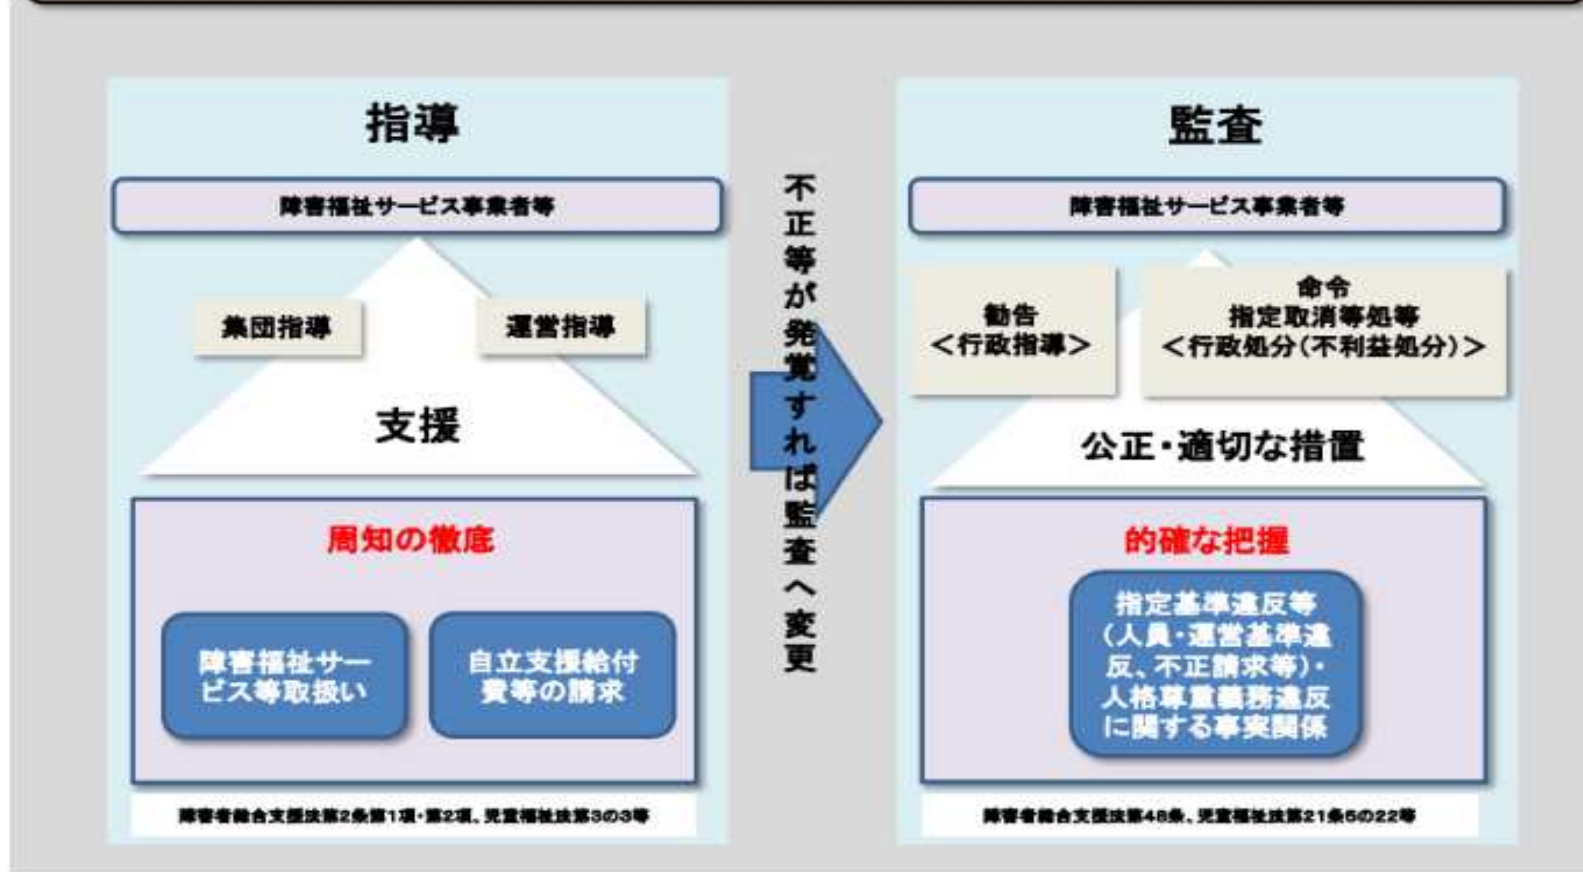 指導
障害福祉サービス事業者等
集団指導
運営指導
支援
周知の徹底
障害福祉サー
ビス等取扱い
自立支援給付
費等の請求
障害者総合支援法第2条第1項・第2項、児童福祉法第3の3等
不正等が発覚すれば監査へ変更
監査
障害福祉サービス事業者等
勧告
＜行政指導＞
命令
指定取消等処等
＜行政処分（不利益処分）＞
公正・適切な措置
的確な把握
指定基準違反等
（人員・運営基準違
反、不正請求等）・
人格尊重義務違反
に関する事実関係
障害者総合支援法第48条、児童福祉法第21条5の22等